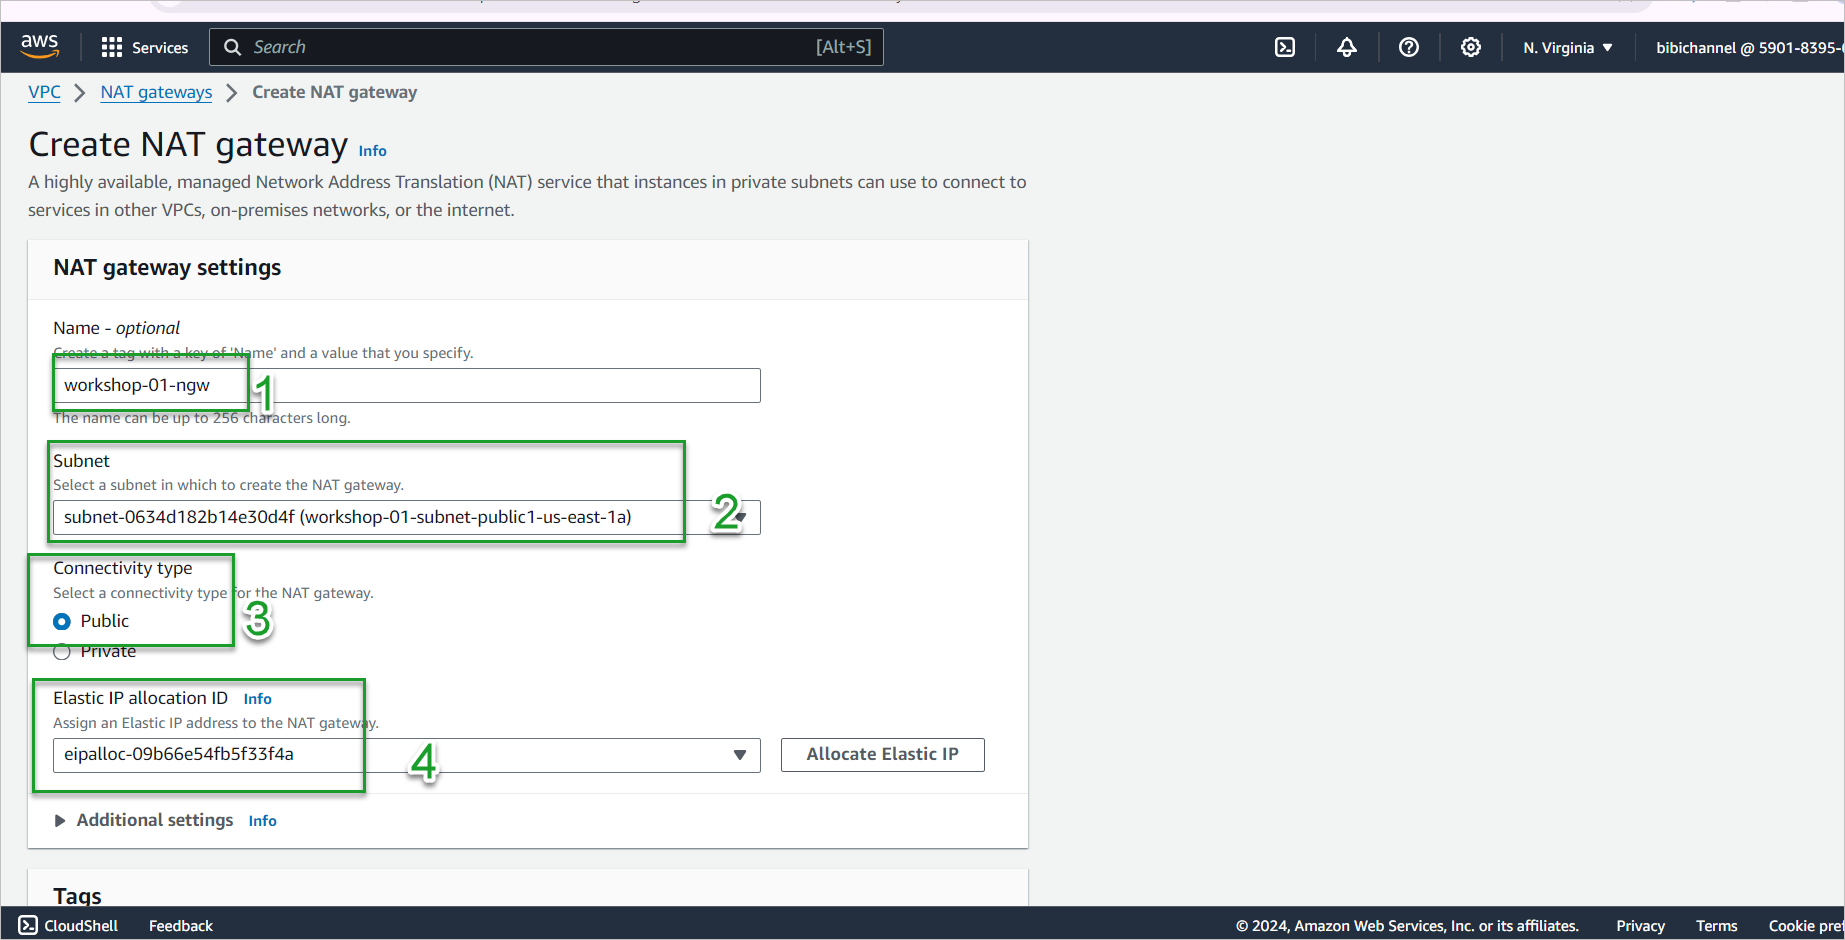 aws
Services
Search
[Alt+S]
N. Virginia
bibichannel @ 5901-8395-
VPC
NAT gateways
Create NAT gateway
Create NAT gateway Info
A highly available, managed Network Address Translation (NAT) service that instances in private subnets can use to connect to
services in other VPCs, on-premises networks, or the internet.
NAT gateway settings
Name - optional
Create a tag with a key of 'Name' and a value that you specify.
workshop-01-ngw
1
The name can be up to 256 characters long.
Subnet
Select a subnet in which to create the NAT gateway.
subnet-0634d182b14e30d4f (workshop-01-subnet-public1-us-east-1a)
2
Connectivity type
Select a connectivity type for the NAT gateway.
Public
3
Private
Elastic IP allocation ID Info
Assign an Elastic IP address to the NAT gateway.
eipalloc-09b66e54fb5f33f4a
4
Allocate Elastic IP
Additional settings Info
Tags
CloudShell
Feedback
© 2024, Amazon Web Services, Inc. or its affiliates.
Privacy
Terms
Cookie pre